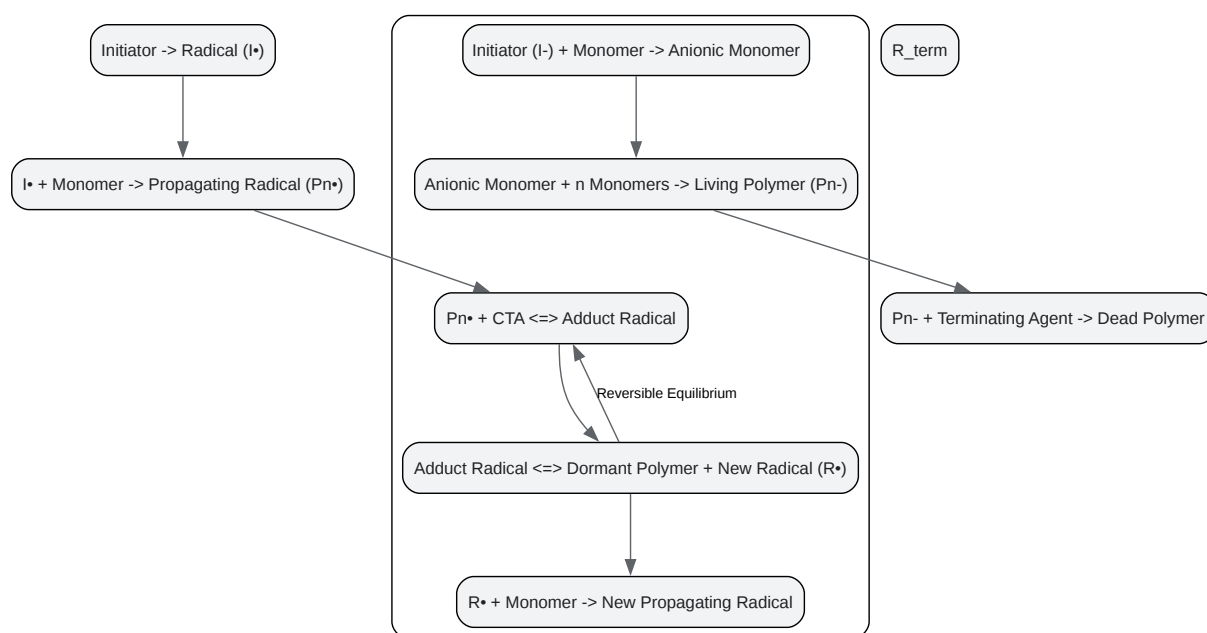 Initiator -> Radical (I•)
Initiator (I-) + Monomer -> Anionic Monomer
R_term
I• + Monomer -> Propagating Radical (Pn•)
Anionic Monomer + n Monomers -> Living Polymer (Pn-)
Pn• + CTA <=> Adduct Radical
Pn- + Terminating Agent -> Dead Polymer
Reversible Equilibrium
Adduct Radical <=> Dormant Polymer + New Radical (R•)
R• + Monomer -> New Propagating Radical